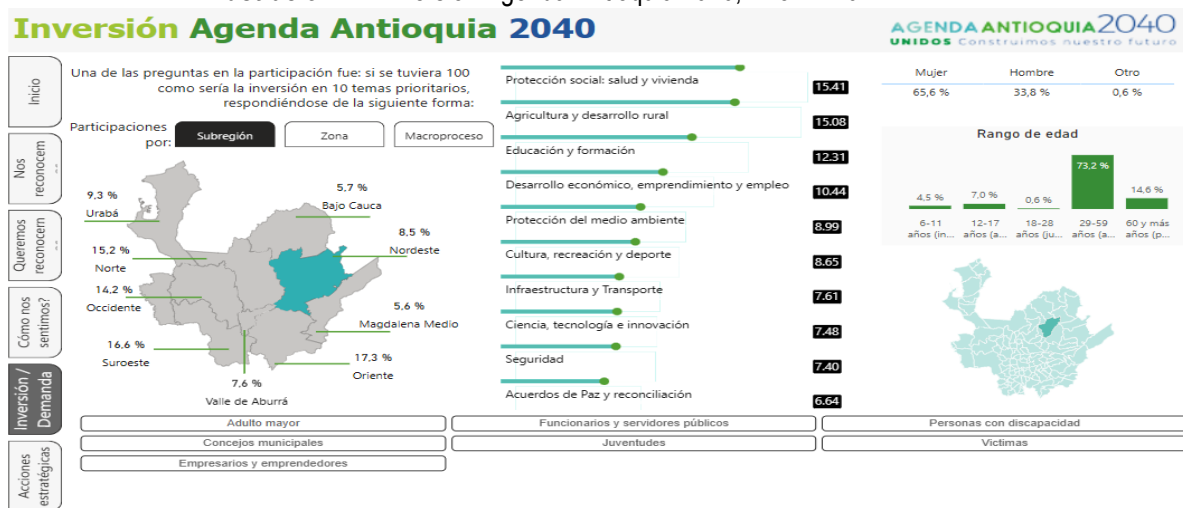 Inversión Agenda Antioquia 2040
AGENDA ANTIOQUIA 2040
UNIDOS Construimos nuestro futuro
Inicio
Nos
reconocem
..
Queremos
reconocem
..
Cómo nos
sentimos?
Inversión /
Demanda
Acciones
estratégicas
Una de las preguntas en la participación fue: si se tuviera 100
como sería la inversión en 10 temas prioritarios,
respondiéndose de la siguiente forma:
Participaciones
por:
Subregión
Zona
Macroproceso
9,3 %
Urabá
5,7 %
Bajo Cauca
8,5 %
Nordeste
15,2 %
Norte
14,2 %
Occidente
5,6 %
Magdalena Medio
16,6 %
Suroeste
17,3 %
Oriente
7,6 %
Valle de Aburrá
Protección social: salud y vivienda
15.41
Agricultura y desarrollo rural
15.08
Educación y formación
12.31
Desarrollo económico, emprendimiento y empleo
10.44
Protección del medio ambiente
8.99
Cultura, recreación y deporte
8.65
Infraestructura y Transporte
7.61
Ciencia, tecnología e innovación
7.48
Seguridad
7.40
Acuerdos de Paz y reconciliación
6.64
Mujer Hombre Otro
65,6 % 33,8 % 0,6 %
Rango de edad
4,5 % 7,0 % 0,6 % 73,2 % 14,6 %
6-11 12-17 18-28 29-59 60 y más
años (in... años (a... años (ju... años (a... años (p...
Adulto mayor
Funcionarios y servidores públicos
Personas con discapacidad
Concejos municipales
Juventudes
Victimas
Empresarios y emprendedores